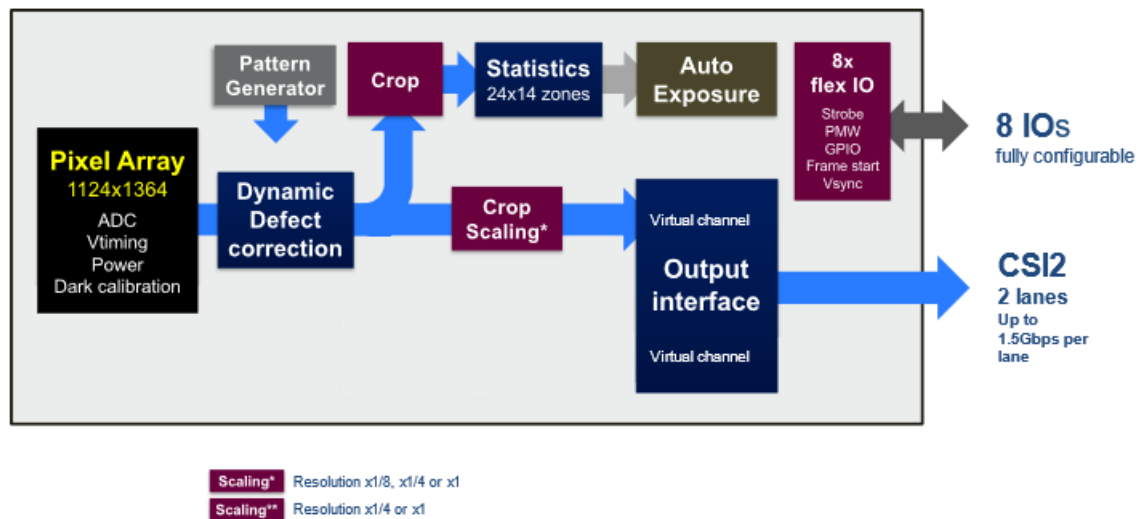 Pattern
Generator
Crop
Statistics
24x14 zones
Auto
Exposure
8x
flex IO
Strobe
PMW
GPIO
Frame start
Vsync
8 IOs
fully configurable
Pixel Array
1124x1364
ADC
Vtiming
Power
Dark calibration
Dynamic
Defect
correction
Crop
Scaling*
Virtual channel
Output
interface
Virtual channel
CSI2
2 lanes
Up to
1.5Gbps per
lane
Scaling* Resolution x1/8, x1/4 or x1
Scaling** Resolution x1/4 or x1